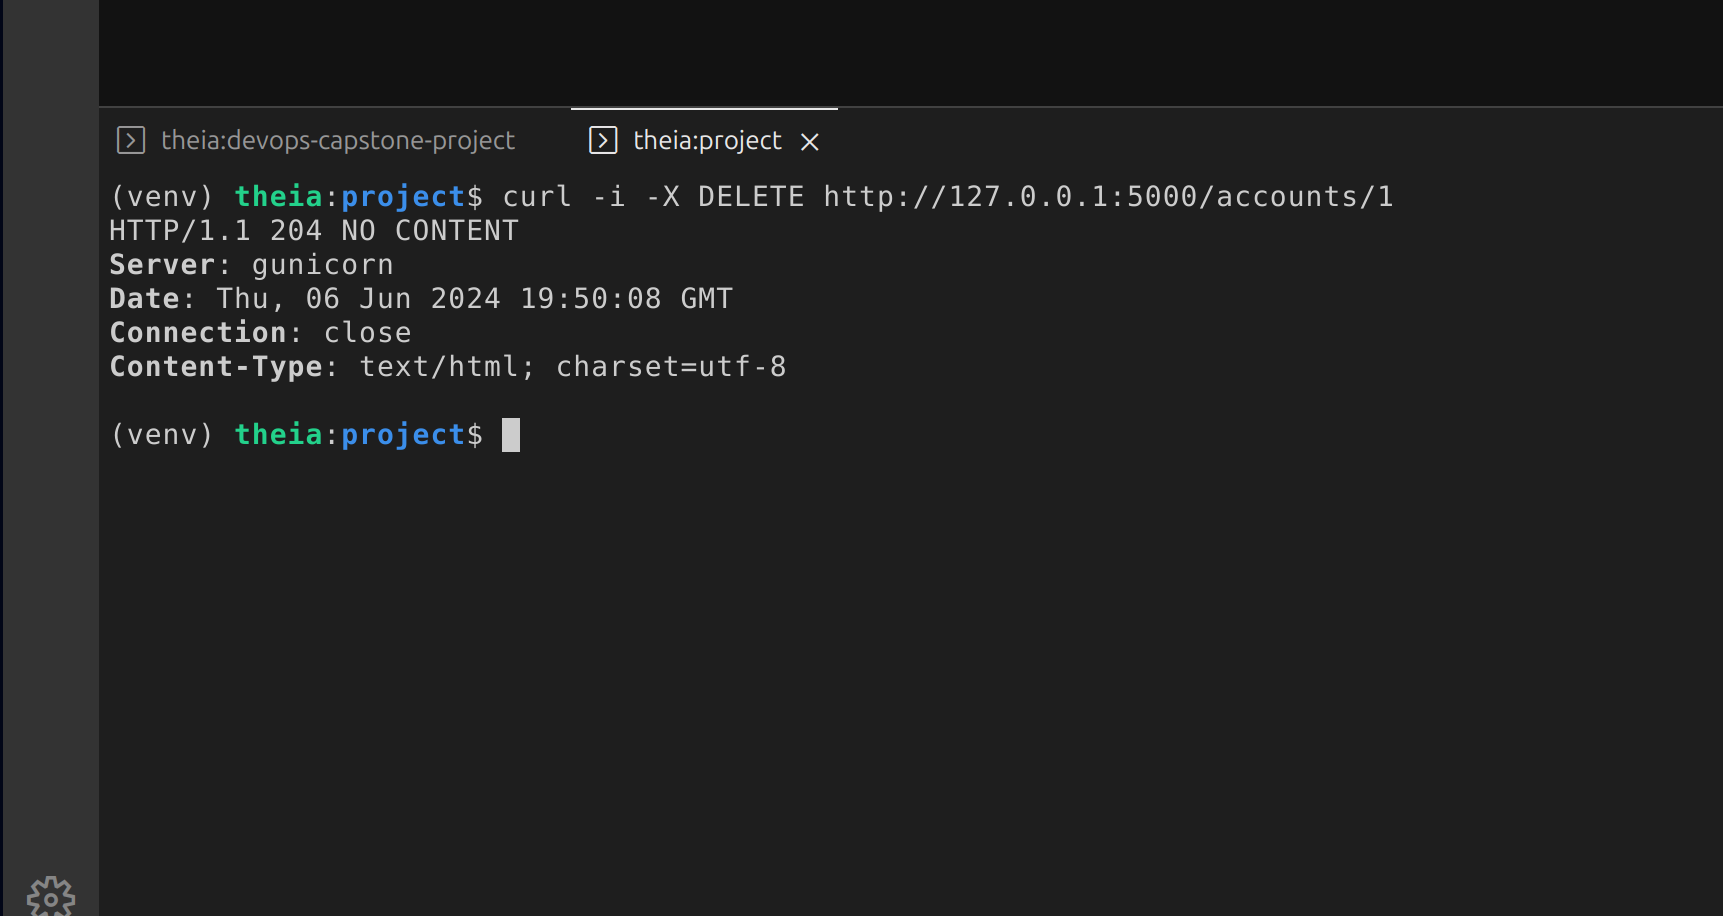 theia:devops-capstone-project theia:project
(venv) theia:project$ curl -i -X DELETE http://127.0.0.1:5000/accounts/1
HTTP/1.1 204 NO CONTENT
Server: gunicorn
Date: Thu, 06 Jun 2024 19:50:08 GMT
Connection: close
Content-Type: text/html; charset=utf-8
(venv) theia:project$